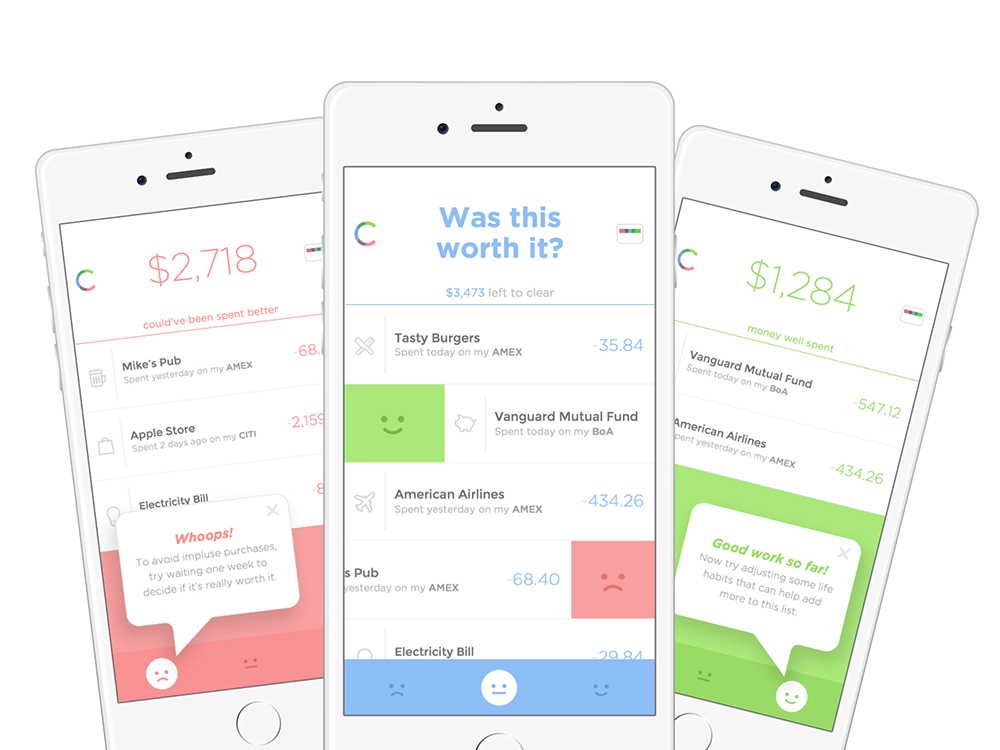 $2,718
could've been spent better
Mike's Pub
-68.
Spent yesterday on my AMEX
Apple Store
-2,159
Spent 2 days ago on my CITI
Electricity Bill
-8
Whoops!
To avoid impluse purchases,
try waiting one week to
decide if it's really worth it.
Was this
worth it?
$3,473 left to clear
Tasty Burgers
-35.84
Spent today on my AMEX
Vanguard Mutual Fund
Spent today on my BoA
American Airlines
-434.26
Spent yesterday on my AMEX
s Pub
-68.40
yesterday on my AMEX
Electricity Bill
-29.84
$1,284
money well spent
Vanguard Mutual Fund
-547.12
Spent today on my BoA
American Airlines
-434.26
pent yesterday on my AMEX
Good work so far!
Now try adjusting some life
habits that can help add
more to this list.